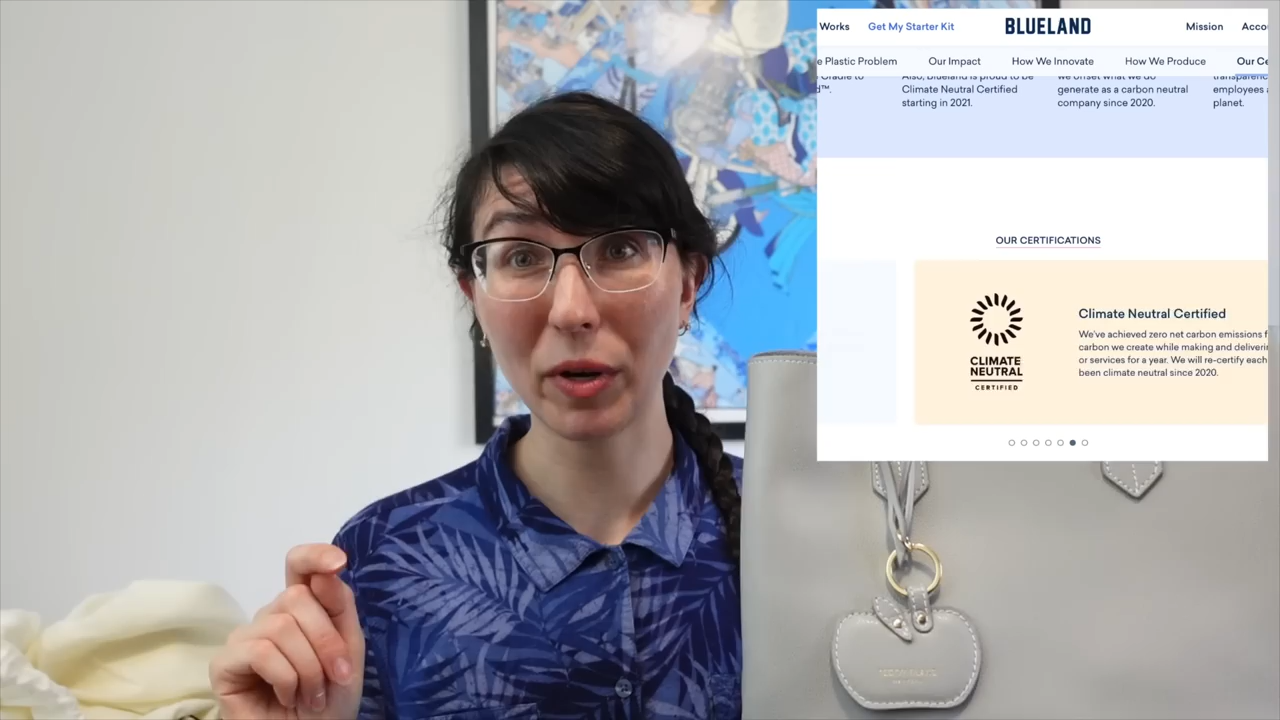 Works
Get My Starter Kit
BLUELAND
Mission
Accou
e Plastic Problem
Our Impact
How We Innovate
How We Produce
Our Ce
Also, Blueland is proud to be
Climate Neutral Certified
starting in 2021.
we offset what we do
generate as a carbon neutral
company since 2020.
employees a
planet.
OUR CERTIFICATIONS
CLIMATE
NEUTRAL
CERTIFIED
Climate Neutral Certified
We've achieved zero net carbon emissions f
carbon we create while making and deliverin
or services for a year. We will re-certify each
been climate neutral since 2020.